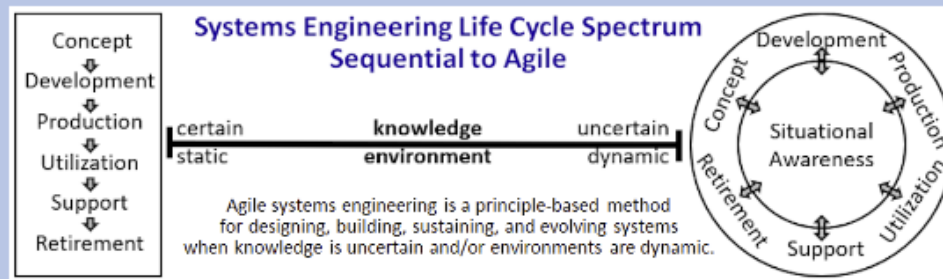 Systems Engineering Life Cycle Spectrum
Sequential to Agile
Concept
Development
Production
Utilization
Support
Retirement
certain knowledge uncertain
static environment dynamic
Agile systems engineering is a principle-based method
for designing, building, sustaining, and evolving systems
when knowledge is uncertain and/or environments are dynamic.
Concept
Development
Production
Utilization
Support
Retirement
Situational
Awareness